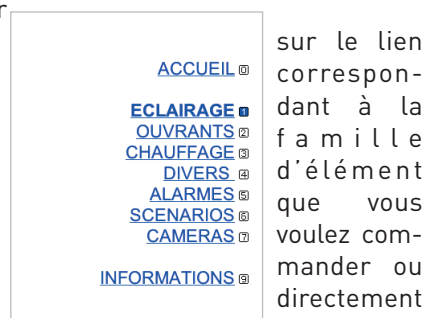 r
ACCUEIL 0
ECLAIRAGE 1
OUVRANTS 2
CHAUFFAGE 3
DIVERS 4
ALARMES 5
SCENARIOS 6
CAMERAS 7
INFORMATIONS 9
sur le lien
correspon-
dant à la
famille
d'élément
que vous
voulez com-
mander ou
directement